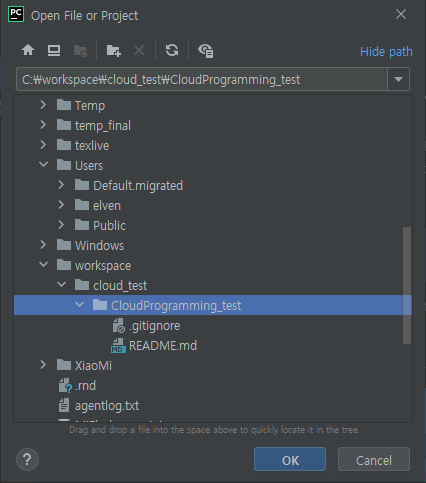 PC Open File or Project
Hide path
C:₩workspace₩cloud_test₩CloudProgramming_test
Temp
temp_final
texlive
Users
Default.migrated
elven
Public
Windows
workspace
cloud_test
CloudProgramming_test
.gitignore
MD README.md
XiaoMi
.rnd
agentlog.txt
Drag and drop a file into the space above to quickly locate it in the tree
? OK Cancel